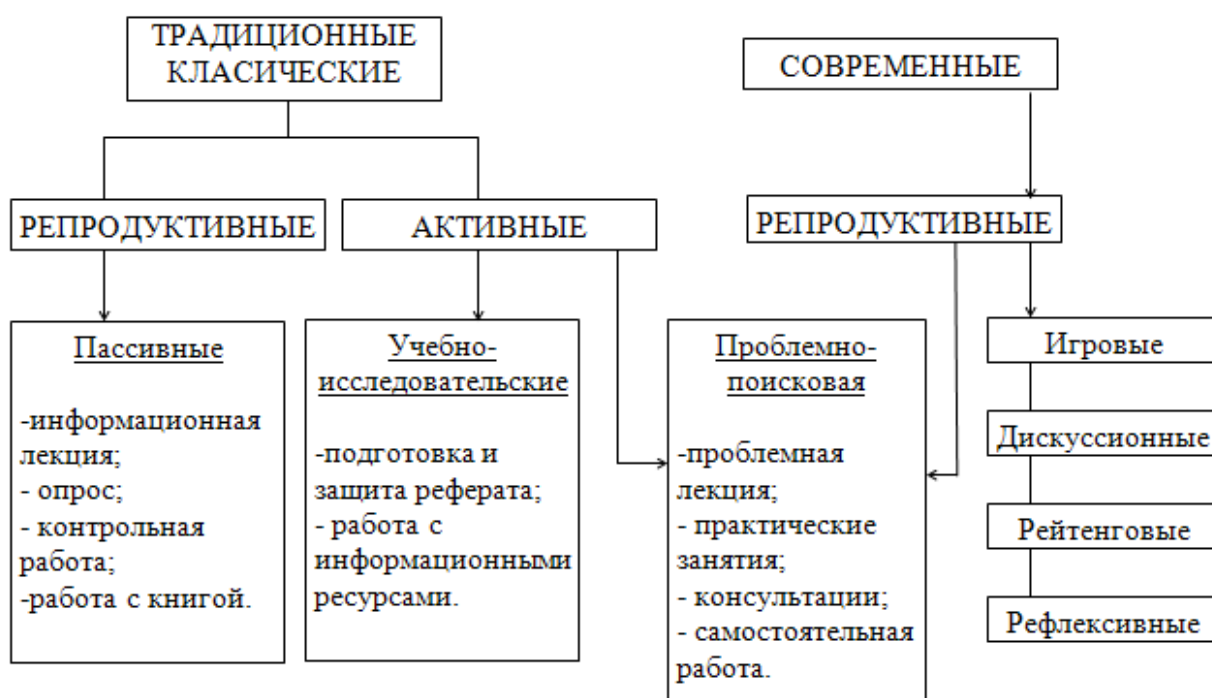 ТРАДИЦИОННЫЕ
КЛАСИЧЕСКИЕ
СОВРЕМЕННЫЕ
РЕПРОДУКТИВНЫЕ
АКТИВНЫЕ
РЕПРОДУКТИВНЫЕ
Пассивные
-информационная
лекция;
- опрос;
- контрольная
работа;
-работа с книгой.
Учебно-
исследовательские
-подготовка и
защита реферата;
- работа с
информационными
ресурсами.
Проблемно-
поисковая
-проблемная
лекция;
- практические
занятия;
- консультации;
- самостоятельная
работа.
Игровые
Дискуссионные
Рейтенговые
Рефлексивные